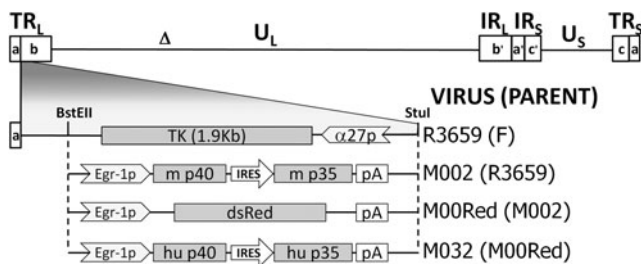 TRL IRL IRS TRS
a b Δ UL b' a' c' US c a
VIRUS (PARENT)
BstEII StuI
a TK (1.9Kb) α27p R3659 (F)
Egr-1p m p40 IRES m p35 pA M002 (R3659)
Egr-1p dsRed pA M00Red (M002)
Egr-1p hu p40 IRES hu p35 pA M032 (M00Red)